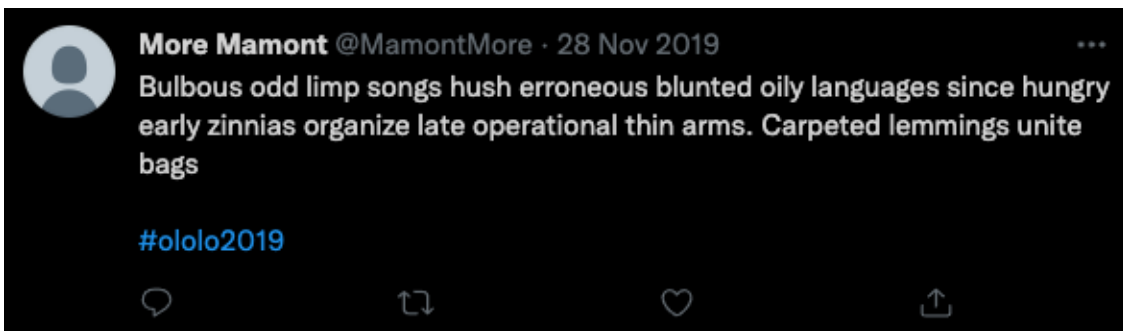 More Mamont @MamontMore · 28 Nov 2019
Bulbous odd limp songs hush erroneous blunted oily languages since hungry
early zinnias organize late operational thin arms. Carpeted lemmings unite
bags
#ololo2019